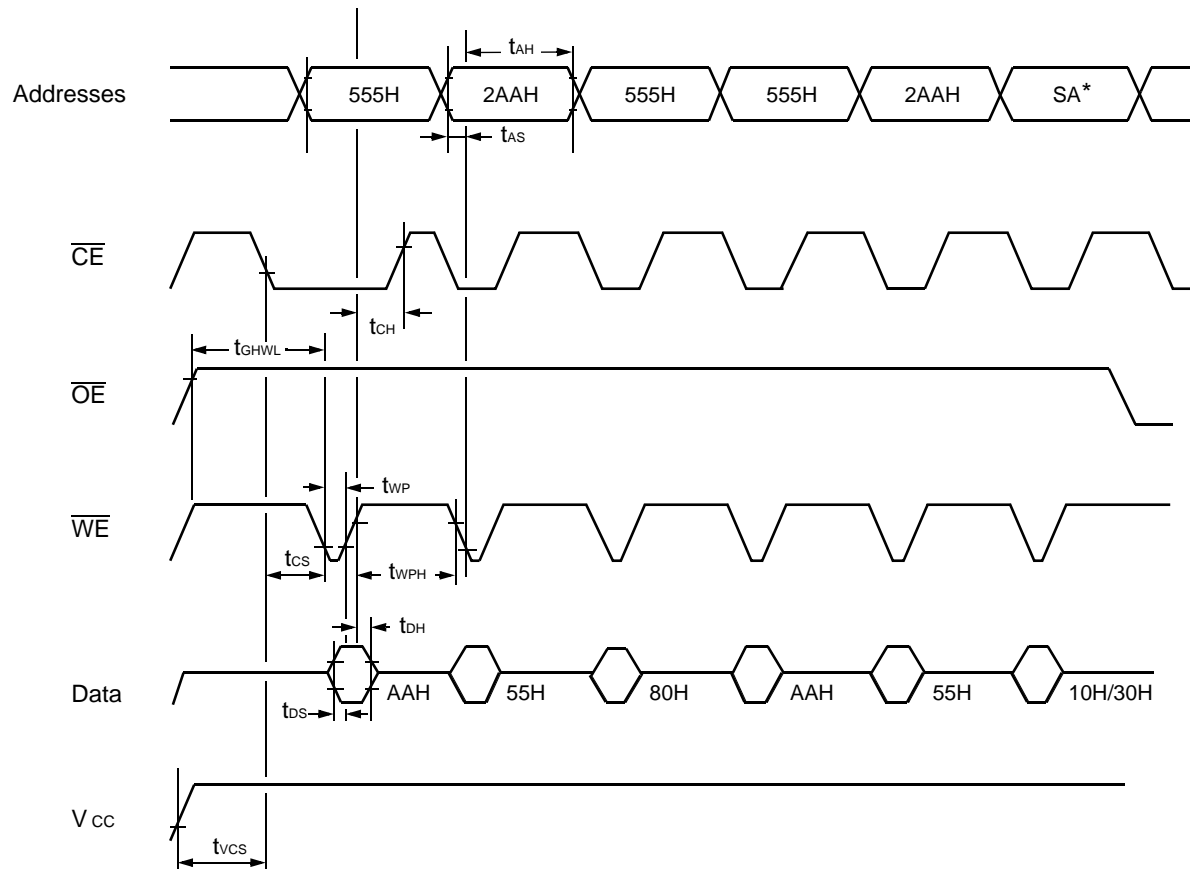 tAH
Addresses 555H 2AAH 555H 555H 2AAH SA*
tAS
CE
tCH
tGHWL
OE
tWP
WE
tCS
tWPH
tDH
Data AAH 55H 80H AAH 55H 10H/30H
tDS
VCC
tVCS